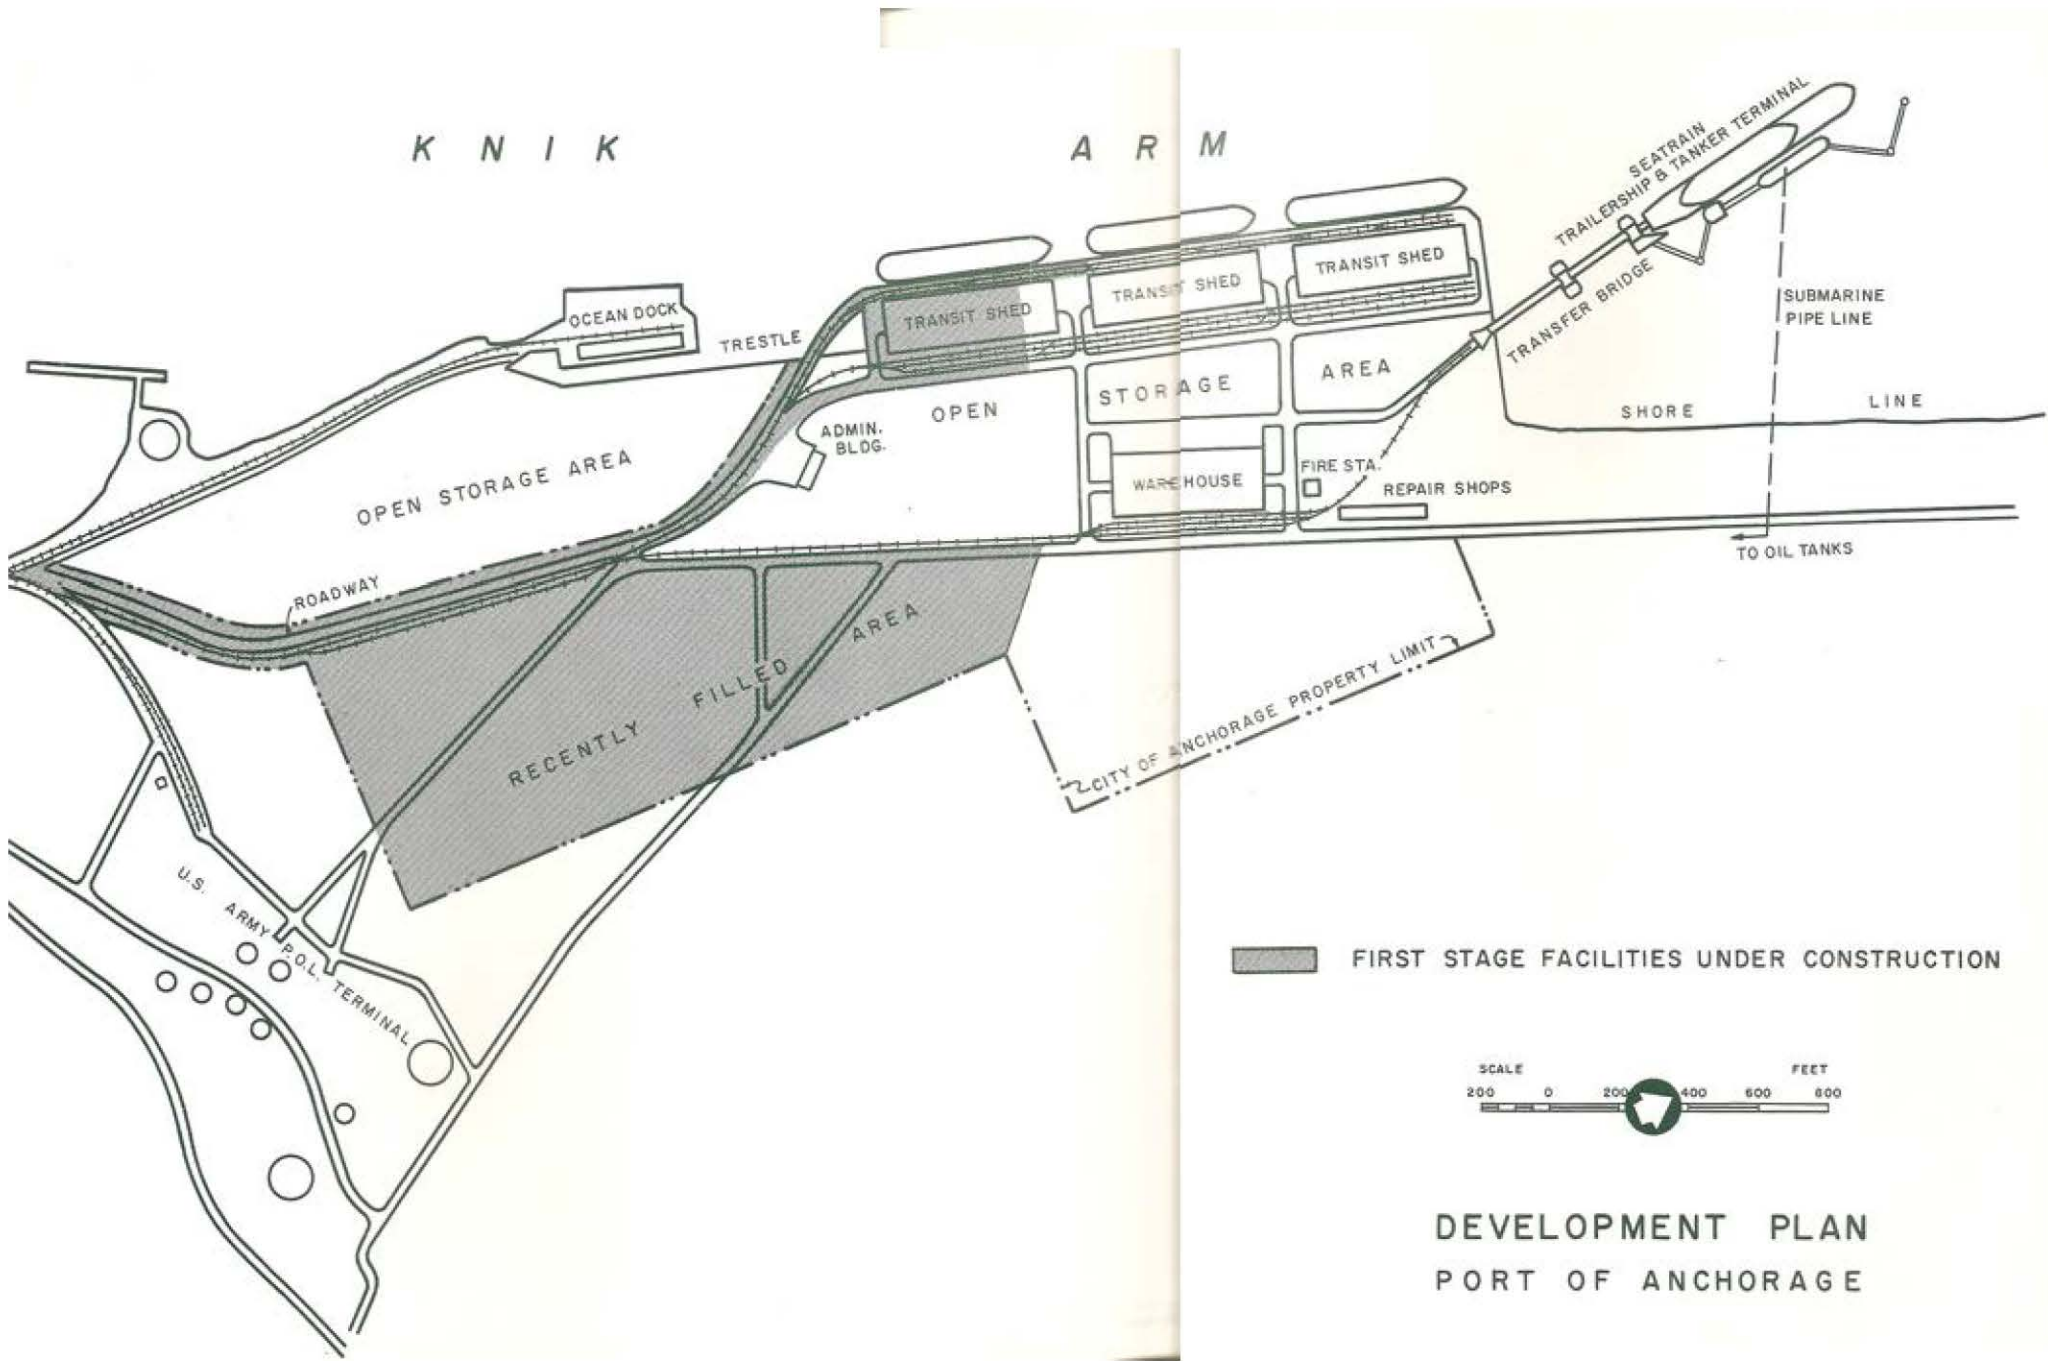 KNIK ARM
SEATRAIN
TRAILERSHIP & TANKER TERMINAL
TRANSFER BRIDGE
SUBMARINE
PIPE LINE
OCEAN DOCK
TRESTLE
TRANSIT SHED
TRANSIT SHED
TRANSIT SHED
OPEN STORAGE AREA
ADMIN.
BLDG.
OPEN STORAGE AREA
SHORE LINE
WAREHOUSE
FIRE STA.
REPAIR SHOPS
TO OIL TANKS
ROADWAY
RECENTLY FILLED AREA
CITY OF ANCHORAGE PROPERTY LIMIT
U.S. ARMY P.O.L. TERMINAL
FIRST STAGE FACILITIES UNDER CONSTRUCTION
SCALE FEET
200 0 200 400 600 800
DEVELOPMENT PLAN
PORT OF ANCHORAGE